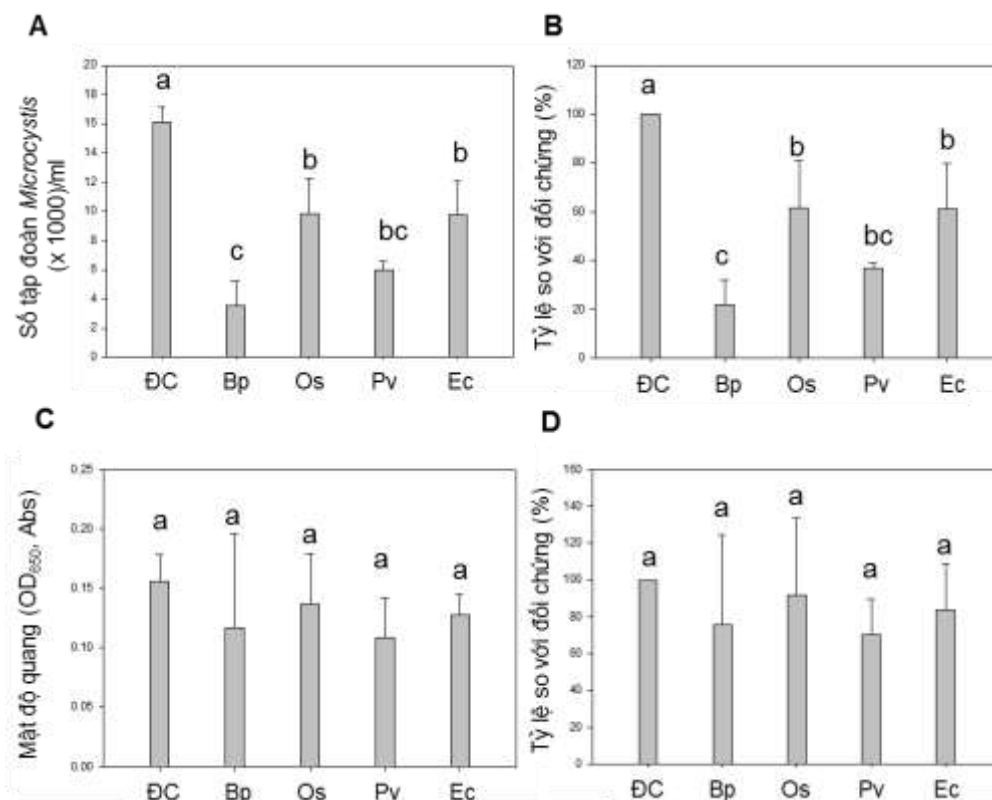 A
B
Số tập đoàn Microcystis
(x 1000)/ml
20
18
16
14
12
10
8
6
4
2
0
a
c
b
bc
b
ĐC Bp Os Pv Ec
Tỷ lệ so với đối chứng (%)
120
100
80
60
40
20
0
a
c
b
bc
b
ĐC Bp Os Pv Ec
C
D
Mật độ quang (OD₆₅₀, Abs)
0.25
0.20
0.15
0.10
0.05
0.00
a
a
a
a
a
ĐC Bp Os Pv Ec
Tỷ lệ so với đối chứng (%)
160
140
120
100
80
60
40
20
0
a
a
a
a
a
ĐC Bp Os Pv Ec